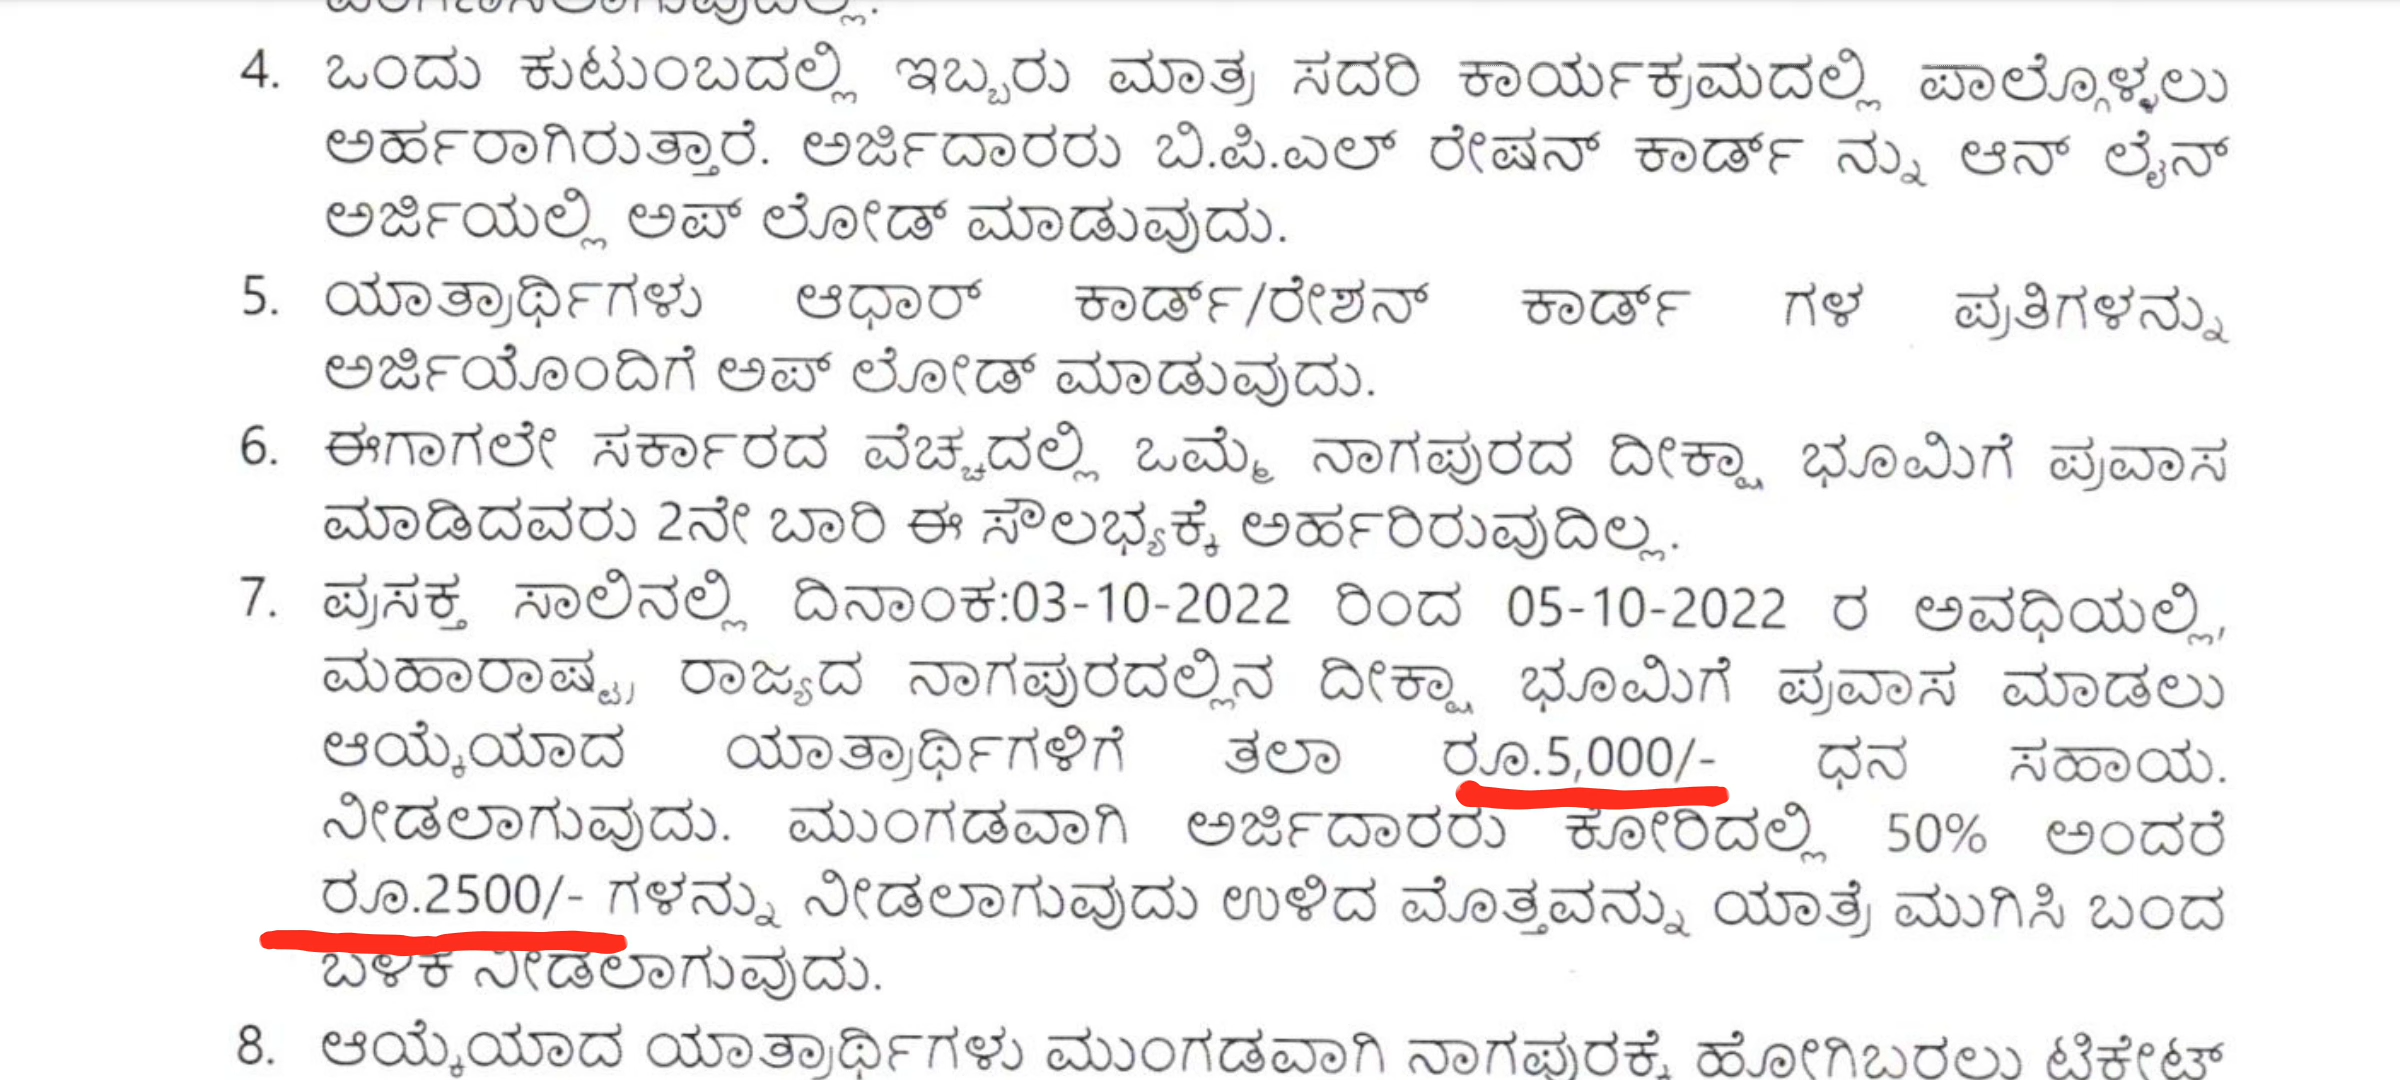 4. ಒಂದು ಕುಟುಂಬದಲ್ಲಿ ಇಬ್ಬರು ಮಾತ್ರ ಸದರಿ ಕಾರ್ಯಕ್ರಮದಲ್ಲಿ ಪಾಲ್ಗೊಳ್ಳಲು
ಅರ್ಹರಾಗಿರುತ್ತಾರೆ. ಅರ್ಜಿದಾರರು ಬಿ.ಪಿ.ಎಲ್ ರೇಷನ್ ಕಾರ್ಡ್ ನ್ನು ಆನ್ ಲೈನ್
ಅರ್ಜಿಯಲ್ಲಿ ಅಪ್ ಲೋಡ್ ಮಾಡುವುದು.
5. ಯಾತ್ರಾರ್ಥಿಗಳು ಆಧಾರ್ ಕಾರ್ಡ್/ರೇಶನ್ ಕಾರ್ಡ್ ಗಳ ಪ್ರತಿಗಳನ್ನು
ಅರ್ಜಿಯೊಂದಿಗೆ ಅಪ್ ಲೋಡ್ ಮಾಡುವುದು.
6. ಈಗಾಗಲೇ ಸರ್ಕಾರದ ವೆಚ್ಚದಲ್ಲಿ ಒಮ್ಮೆ ನಾಗಪುರದ ದೀಕ್ಷಾ ಭೂಮಿಗೆ ಪ್ರವಾಸ
ಮಾಡಿದವರು 2ನೇ ಬಾರಿ ಈ ಸೌಲಭ್ಯಕ್ಕೆ ಅರ್ಹರಿರುವುದಿಲ್ಲ.
7. ಪ್ರಸಕ್ತ ಸಾಲಿನಲ್ಲಿ ದಿನಾಂಕ:03-10-2022 ರಿಂದ 05-10-2022 ರ ಅವಧಿಯಲ್ಲಿ,
ಮಹಾರಾಷ್ಟ್ರ ರಾಜ್ಯದ ನಾಗಪುರದಲ್ಲಿನ ದೀಕ್ಷಾ ಭೂಮಿಗೆ ಪ್ರವಾಸ ಮಾಡಲು
ಆಯ್ಕೆಯಾದ ಯಾತ್ರಾರ್ಥಿಗಳಿಗೆ ತಲಾ ರೂ.5,000/- ಧನ ಸಹಾಯ.
ನೀಡಲಾಗುವುದು. ಮುಂಗಡವಾಗಿ ಅರ್ಜಿದಾರರು ಕೋರಿದಲ್ಲಿ 50% ಅಂದರೆ
ರೂ.2500/- ಗಳನ್ನು ನೀಡಲಾಗುವುದು ಉಳಿದ ಮೊತ್ತವನ್ನು ಯಾತ್ರೆ ಮುಗಿಸಿ ಬಂದ
ಬಳಿಕ ನೀಡಲಾಗುವುದು.
8. ಆಯ್ಕೆಯಾದ ಯಾತ್ರಾರ್ಥಿಗಳು ಮುಂಗಡವಾಗಿ ನಾಗಪುರಕ್ಕೆ ಹೋಗಿಬರಲು ಟಿಕೇಟ್